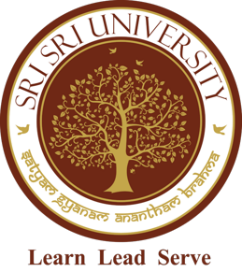 SRI SRI UNIVERSITY
satyam gyanam anantham brahma
Learn Lead Serve